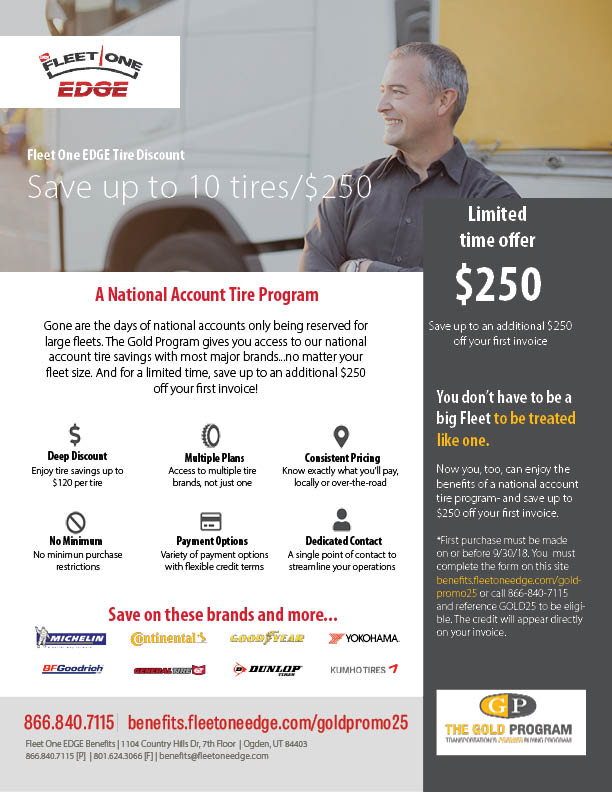 FLEET ONE
EDGE
Fleet One EDGE Tire Discount
Save up to 10 tires/$250
Limited
time offer
$250
Save up to an additional $250
off your first invoice
A National Account Tire Program
Gone are the days of national accounts only being reserved for
large fleets. The Gold Program gives you access to our national
account tire savings with most major brands...no matter your
fleet size. And for a limited time, save up to an additional $250
off your first invoice!
$
Deep Discount
Enjoy tire savings up to
$120 per tire
Multiple Plans
Access to multiple tire
brands, not just one
Consistent Pricing
Know exactly what you'll pay,
locally or over-the-road
No Minimum
No minimun purchase
restrictions
Payment Options
Variety of payment options
with flexible credit terms
Dedicated Contact
A single point of contact to
streamline your operations
You don't have to be a
big Fleet to be treated
like one.
Now you, too, can enjoy the
benefits of a national account
tire program- and save up to
$250 off your first invoice.
*First purchase must be made
on or before 9/30/18. You must
complete the form on this site
benefits.fleetoneedge.com/gold-
promo25 or call 866-840-7115
and reference GOLD25 to be eligi-
ble. The credit will appear directly
on your invoice.
Save on these brands and more...
MICHELIN
Continental
GOODYEAR
YOKOHAMA
BFGoodrich
GENERAL TIRE
DUNLOP
TIRES
KUMHO TIRES
866.840.7115 | benefits.fleetoneedge.com/goldpromo25
Fleet One EDGE Benefits | 1104 Country Hills Dr, 7th Floor | Ogden, UT 84403
866.840.7115 [P] | 801.624.3066 [F] | benefits@fleetoneedge.com
GP
THE GOLD PROGRAM
TRANSPORTATION'S BUYING PROGRAM